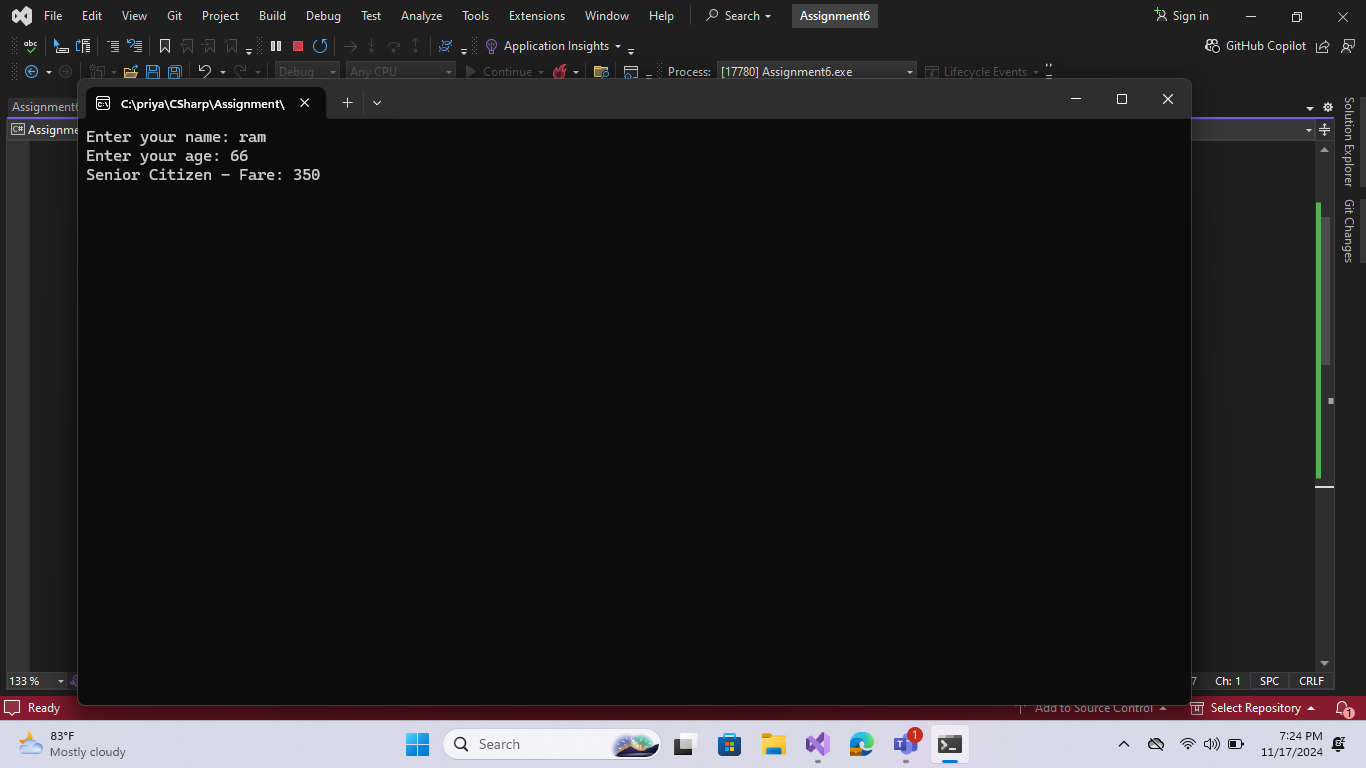 File Edit View Git Project Build Debug Test Analyze Tools Extensions Window Help Search Assignment6 Sign in
abc Application Insights GitHub Copilot
Debug Any CPU Continue Process: [17780] Assignment6.exe Lifecycle Events
Assignment6
C:\priya\CSharp\Assignment\
C# Assignme
Enter your name: ram
Enter your age: 66
Senior Citizen - Fare: 350
Solution Explorer
Git Changes
133 % 7 Ch: 1 SPC CRLF
Ready Add to Source Control Select Repository 1
83°F
Mostly cloudy
Search
1
7:24 PM
11/17/2024